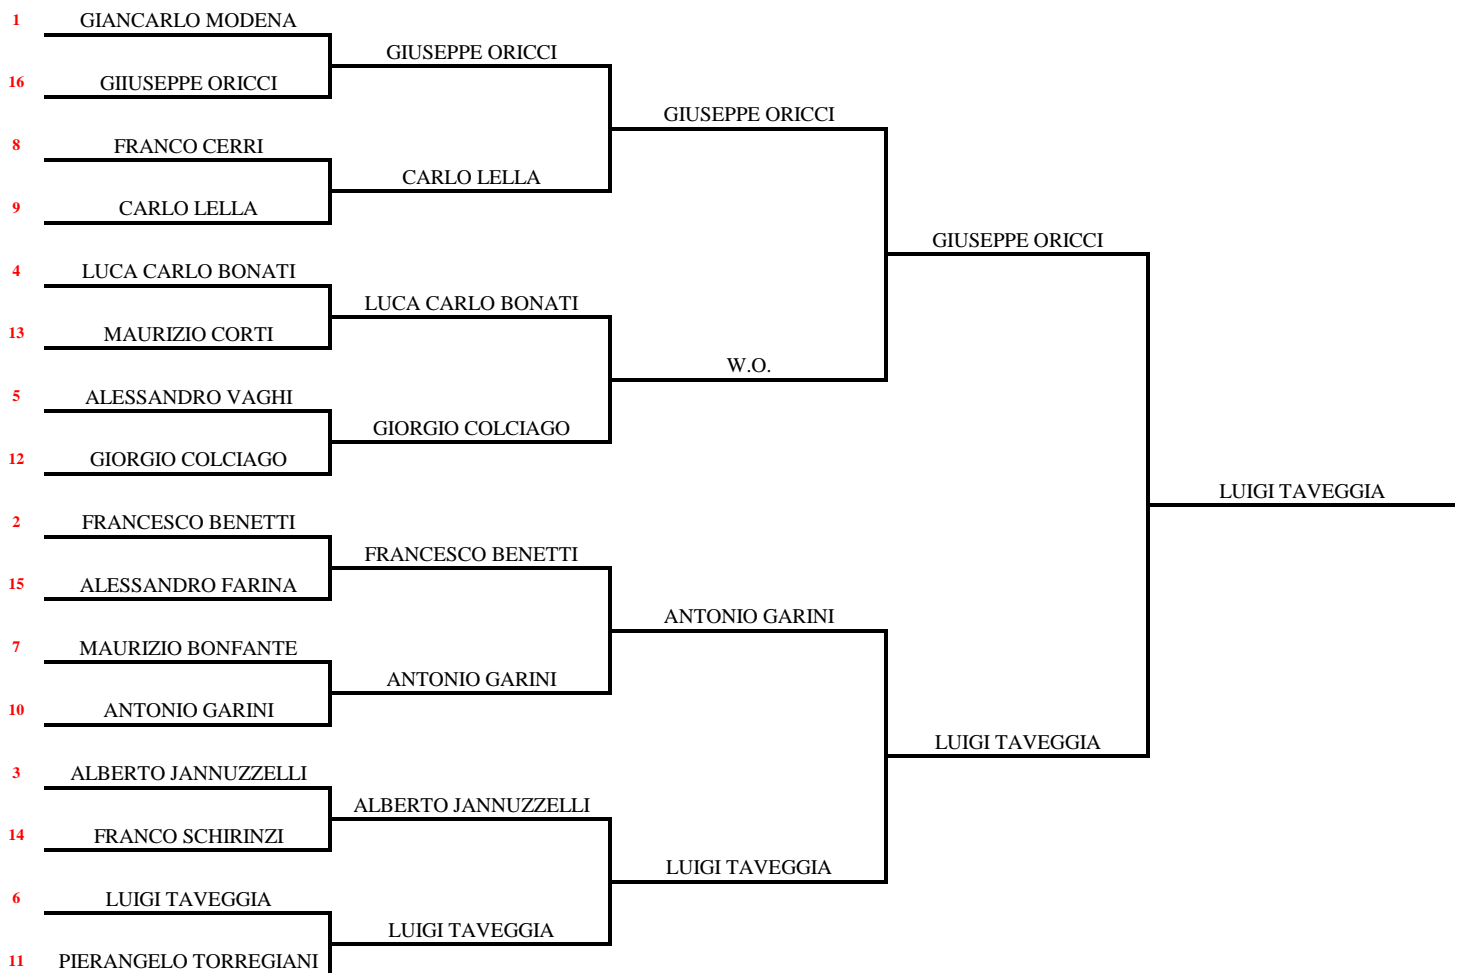 1 GIANCARLO MODENA
GIUSEPPE ORICCI
16 GIIUSEPPE ORICCI
GIUSEPPE ORICCI
8 FRANCO CERRI
CARLO LELLA
9 CARLO LELLA
GIUSEPPE ORICCI
4 LUCA CARLO BONATI
LUCA CARLO BONATI
13 MAURIZIO CORTI
W.O.
5 ALESSANDRO VAGHI
GIORGIO COLCIAGO
12 GIORGIO COLCIAGO
LUIGI TAVEGGIA
2 FRANCESCO BENETTI
FRANCESCO BENETTI
15 ALESSANDRO FARINA
ANTONIO GARINI
7 MAURIZIO BONFANTE
ANTONIO GARINI
10 ANTONIO GARINI
LUIGI TAVEGGIA
3 ALBERTO JANNUZZELLI
ALBERTO JANNUZZELLI
14 FRANCO SCHIRINZI
LUIGI TAVEGGIA
6 LUIGI TAVEGGIA
LUIGI TAVEGGIA
11 PIERANGELO TORREGIANI